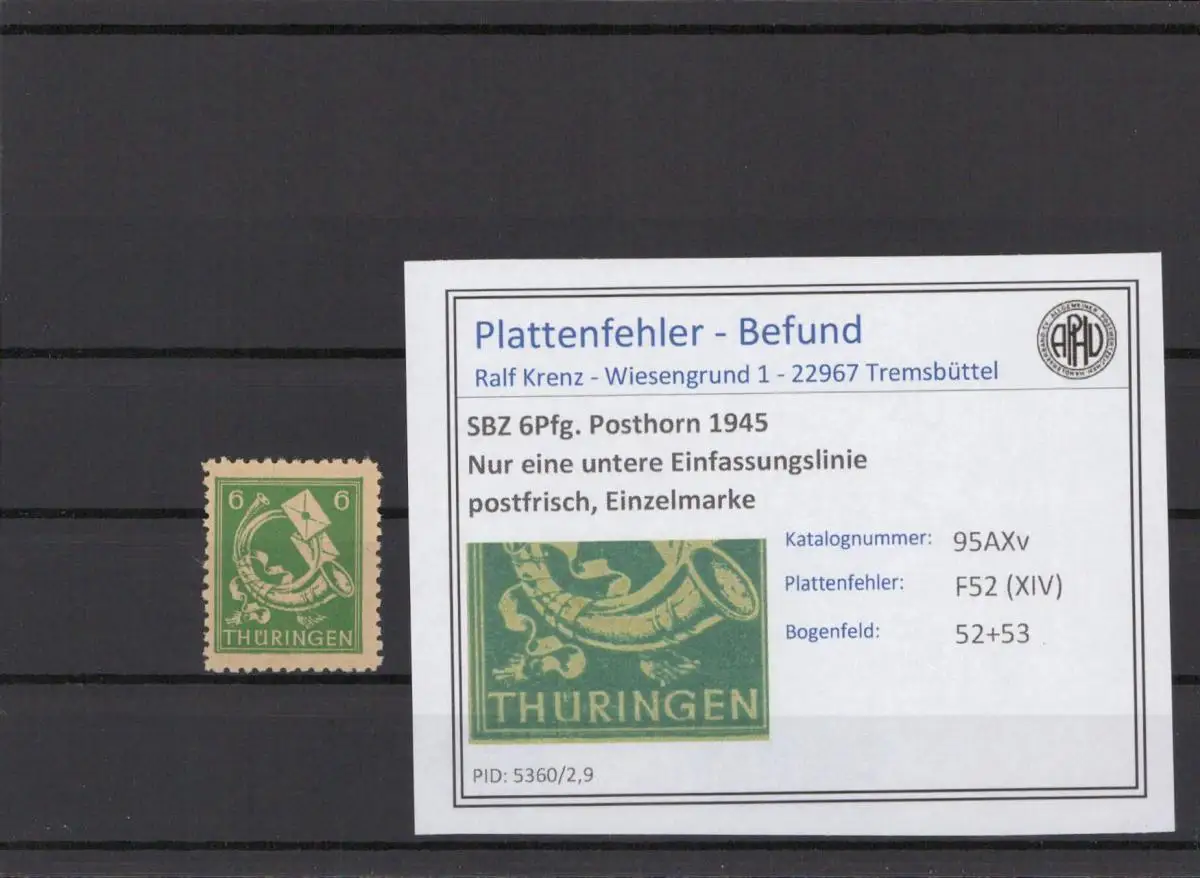 6 6
THÜRINGEN
Plattenfehler - Befund
Ralf Krenz - Wiesengrund 1 - 22967 Tremsbüttel
APHV
SBZ 6Pfg. Posthorn 1945
Nur eine untere Einfassungslinie
postfrisch, Einzelmarke
Katalognummer: 95AXv
Plattenfehler: F52 (XIV)
Bogenfeld: 52+53
THÜRINGEN
PID: 5360/2,9